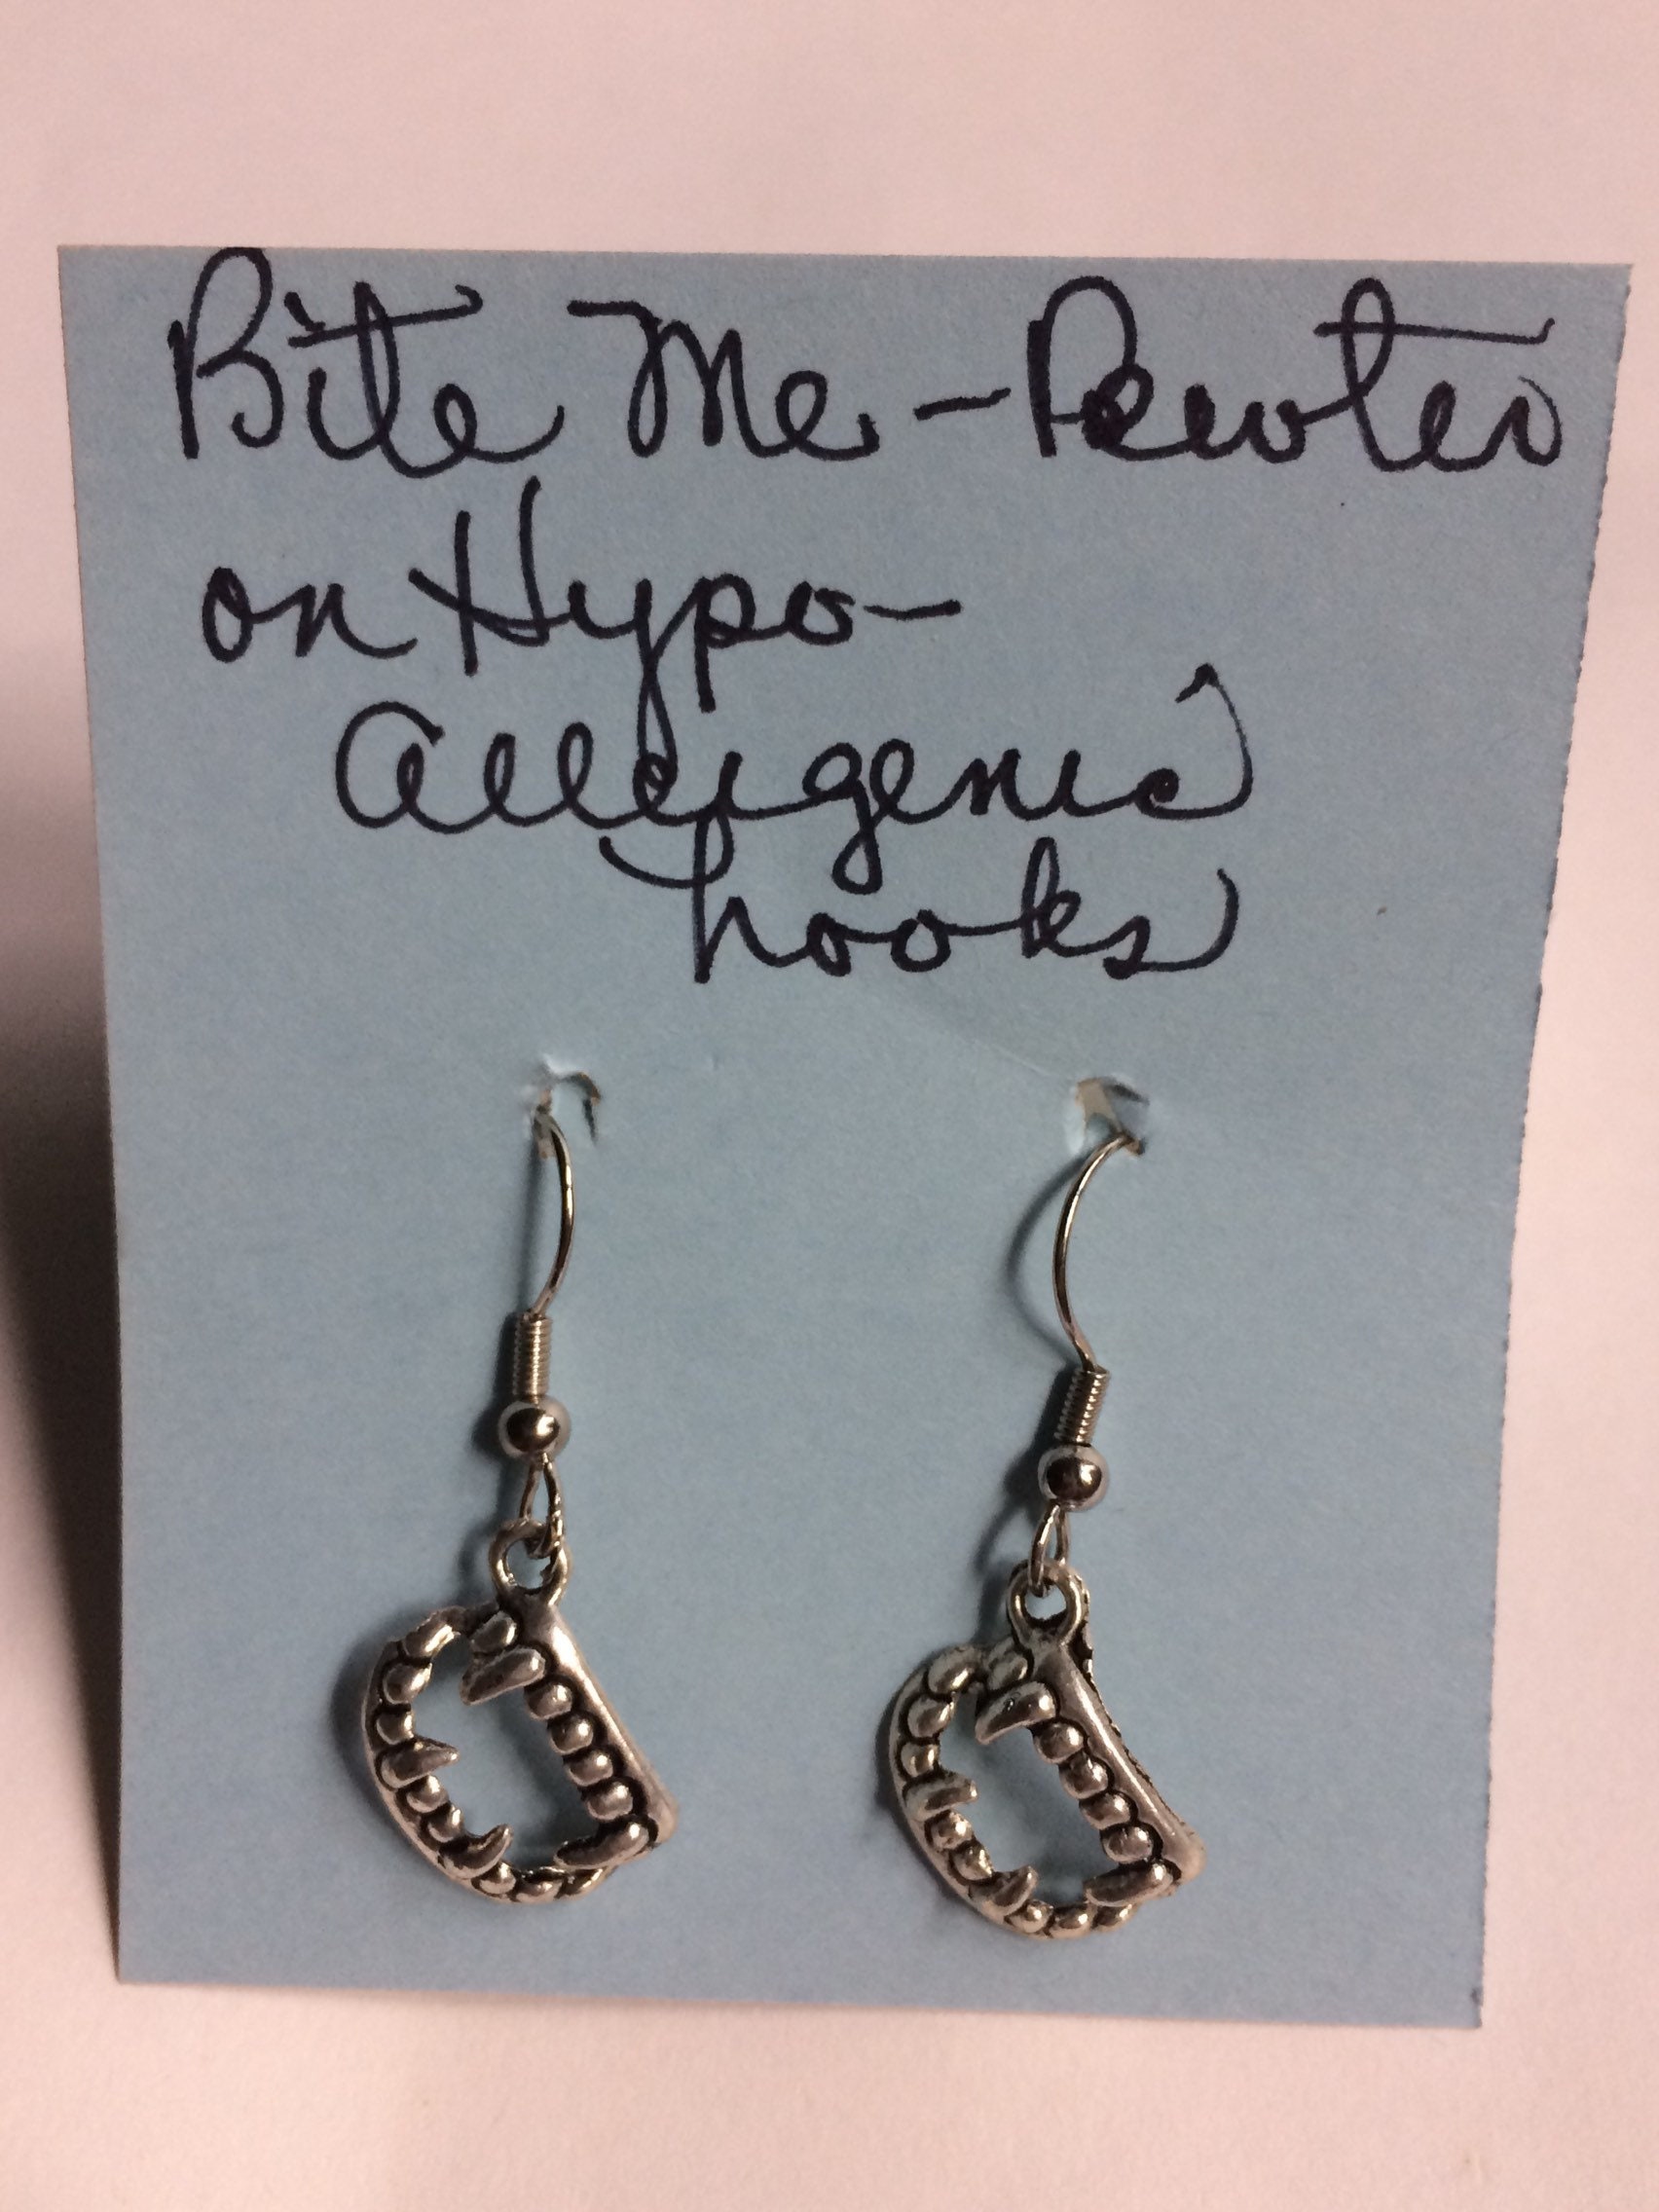 Bite Me - Pewter
on Hypo-
Allergenic
hooks